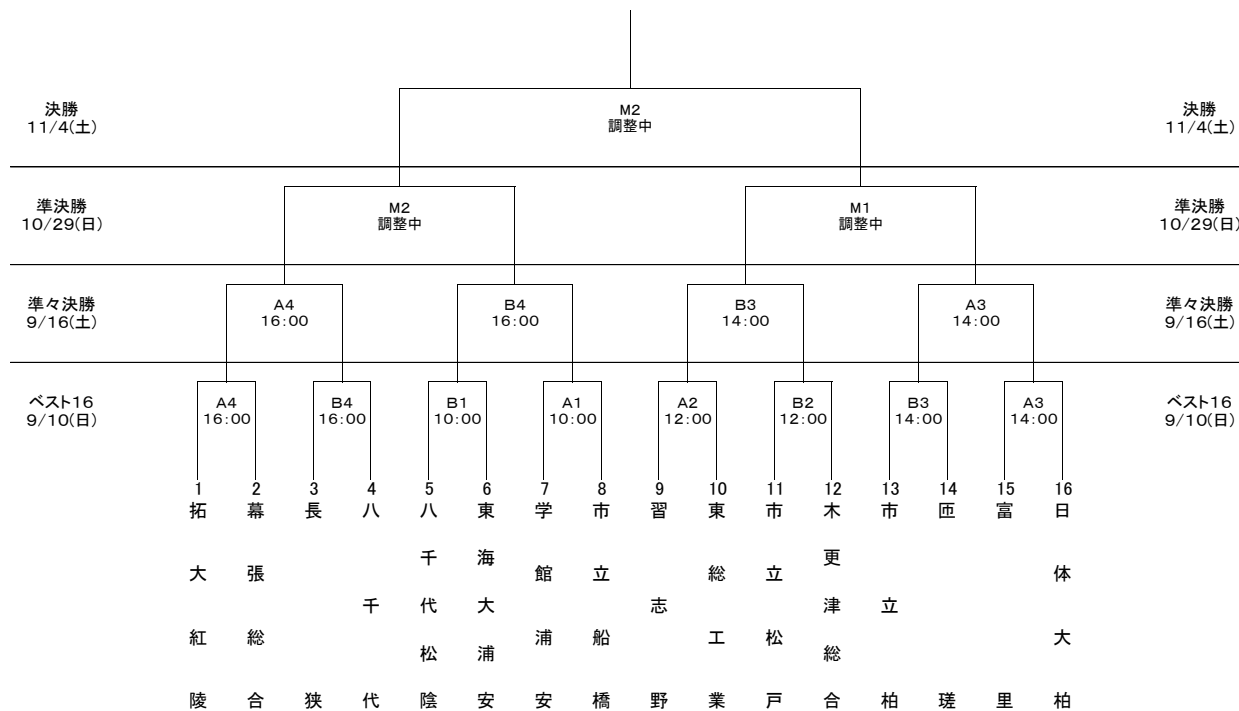 決勝
11/4(土)
M2
調整中
決勝
11/4(土)
準決勝
10/29(日)
M2
調整中
M1
調整中
準決勝
10/29(日)
準々決勝
9/16(土)
A4
16:00
B4
16:00
B3
14:00
A3
14:00
準々決勝
9/16(土)
ベスト16
9/10(日)
A4
16:00
B4
16:00
B1
10:00
A1
10:00
A2
12:00
B2
12:00
B3
14:00
A3
14:00
ベスト16
9/10(日)
1
拓大紅陵
2
幕張総合
3
長狭
4
八千代
5
八千代松陰
6
東海大浦安
7
学館浦安
8
市立船橋
9
習志野
10
東総工業
11
市立松戸
12
木更津総合
13
市立柏
14
匝瑳
15
富里
16
日体大柏